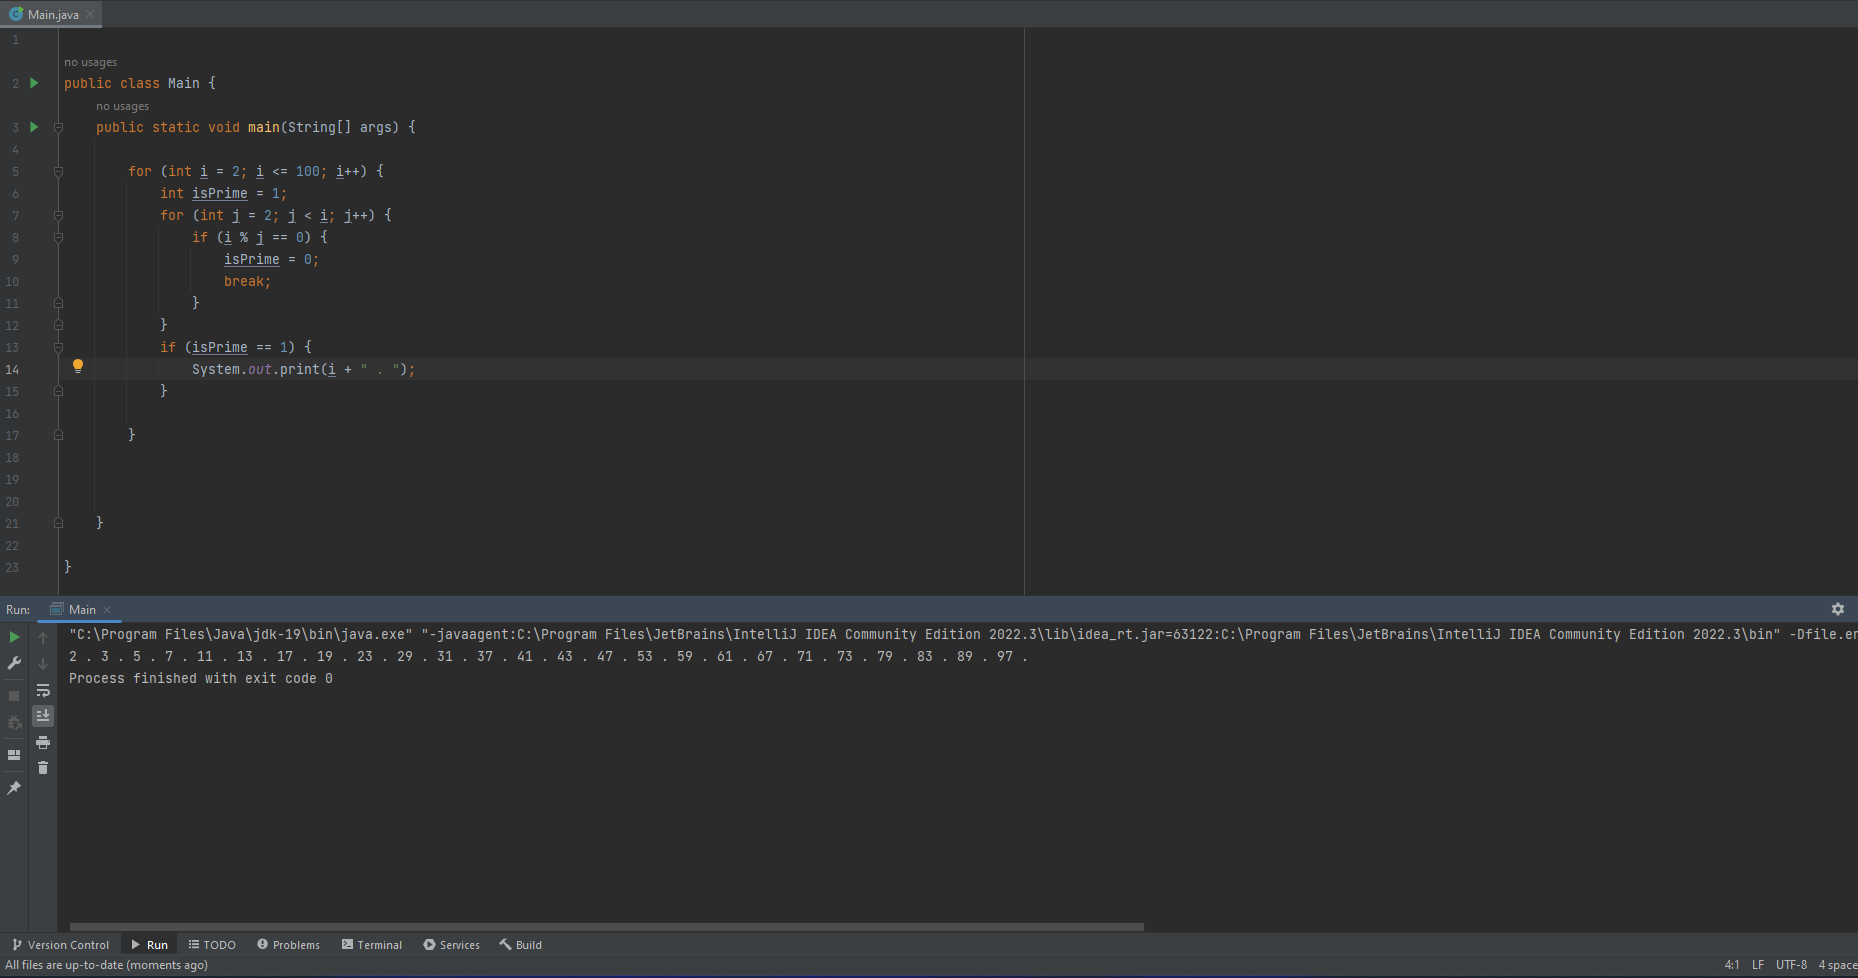 Main.java
1
no usages
2 public class Main {
no usages
3 public static void main(String[] args) {
4
5 for (int i = 2; i <= 100; i++) {
6 int isPrime = 1;
7 for (int j = 2; j < i; j++) {
8 if (i % j == 0) {
9 isPrime = 0;
10 break;
11 }
12 }
13 if (isPrime == 1) {
14 System.out.print(i + " . ");
15 }
16
17 }
18
19
20
21 }
22
23 }
Run: Main
"C:\Program Files\Java\jdk-19\bin\java.exe" "-javaagent:C:\Program Files\JetBrains\IntelliJ IDEA Community Edition 2022.3\lib\idea_rt.jar=63122:C:\Program Files\JetBrains\IntelliJ IDEA Community Edition 2022.3\bin" -Dfile.en
2 . 3 . 5 . 7 . 11 . 13 . 17 . 19 . 23 . 29 . 31 . 37 . 41 . 43 . 47 . 53 . 59 . 61 . 67 . 71 . 73 . 79 . 83 . 89 . 97 .
Process finished with exit code 0
Version Control Run TODO Problems Terminal Services Build
All files are up-to-date (moments ago) 4:1 LF UTF-8 4 space